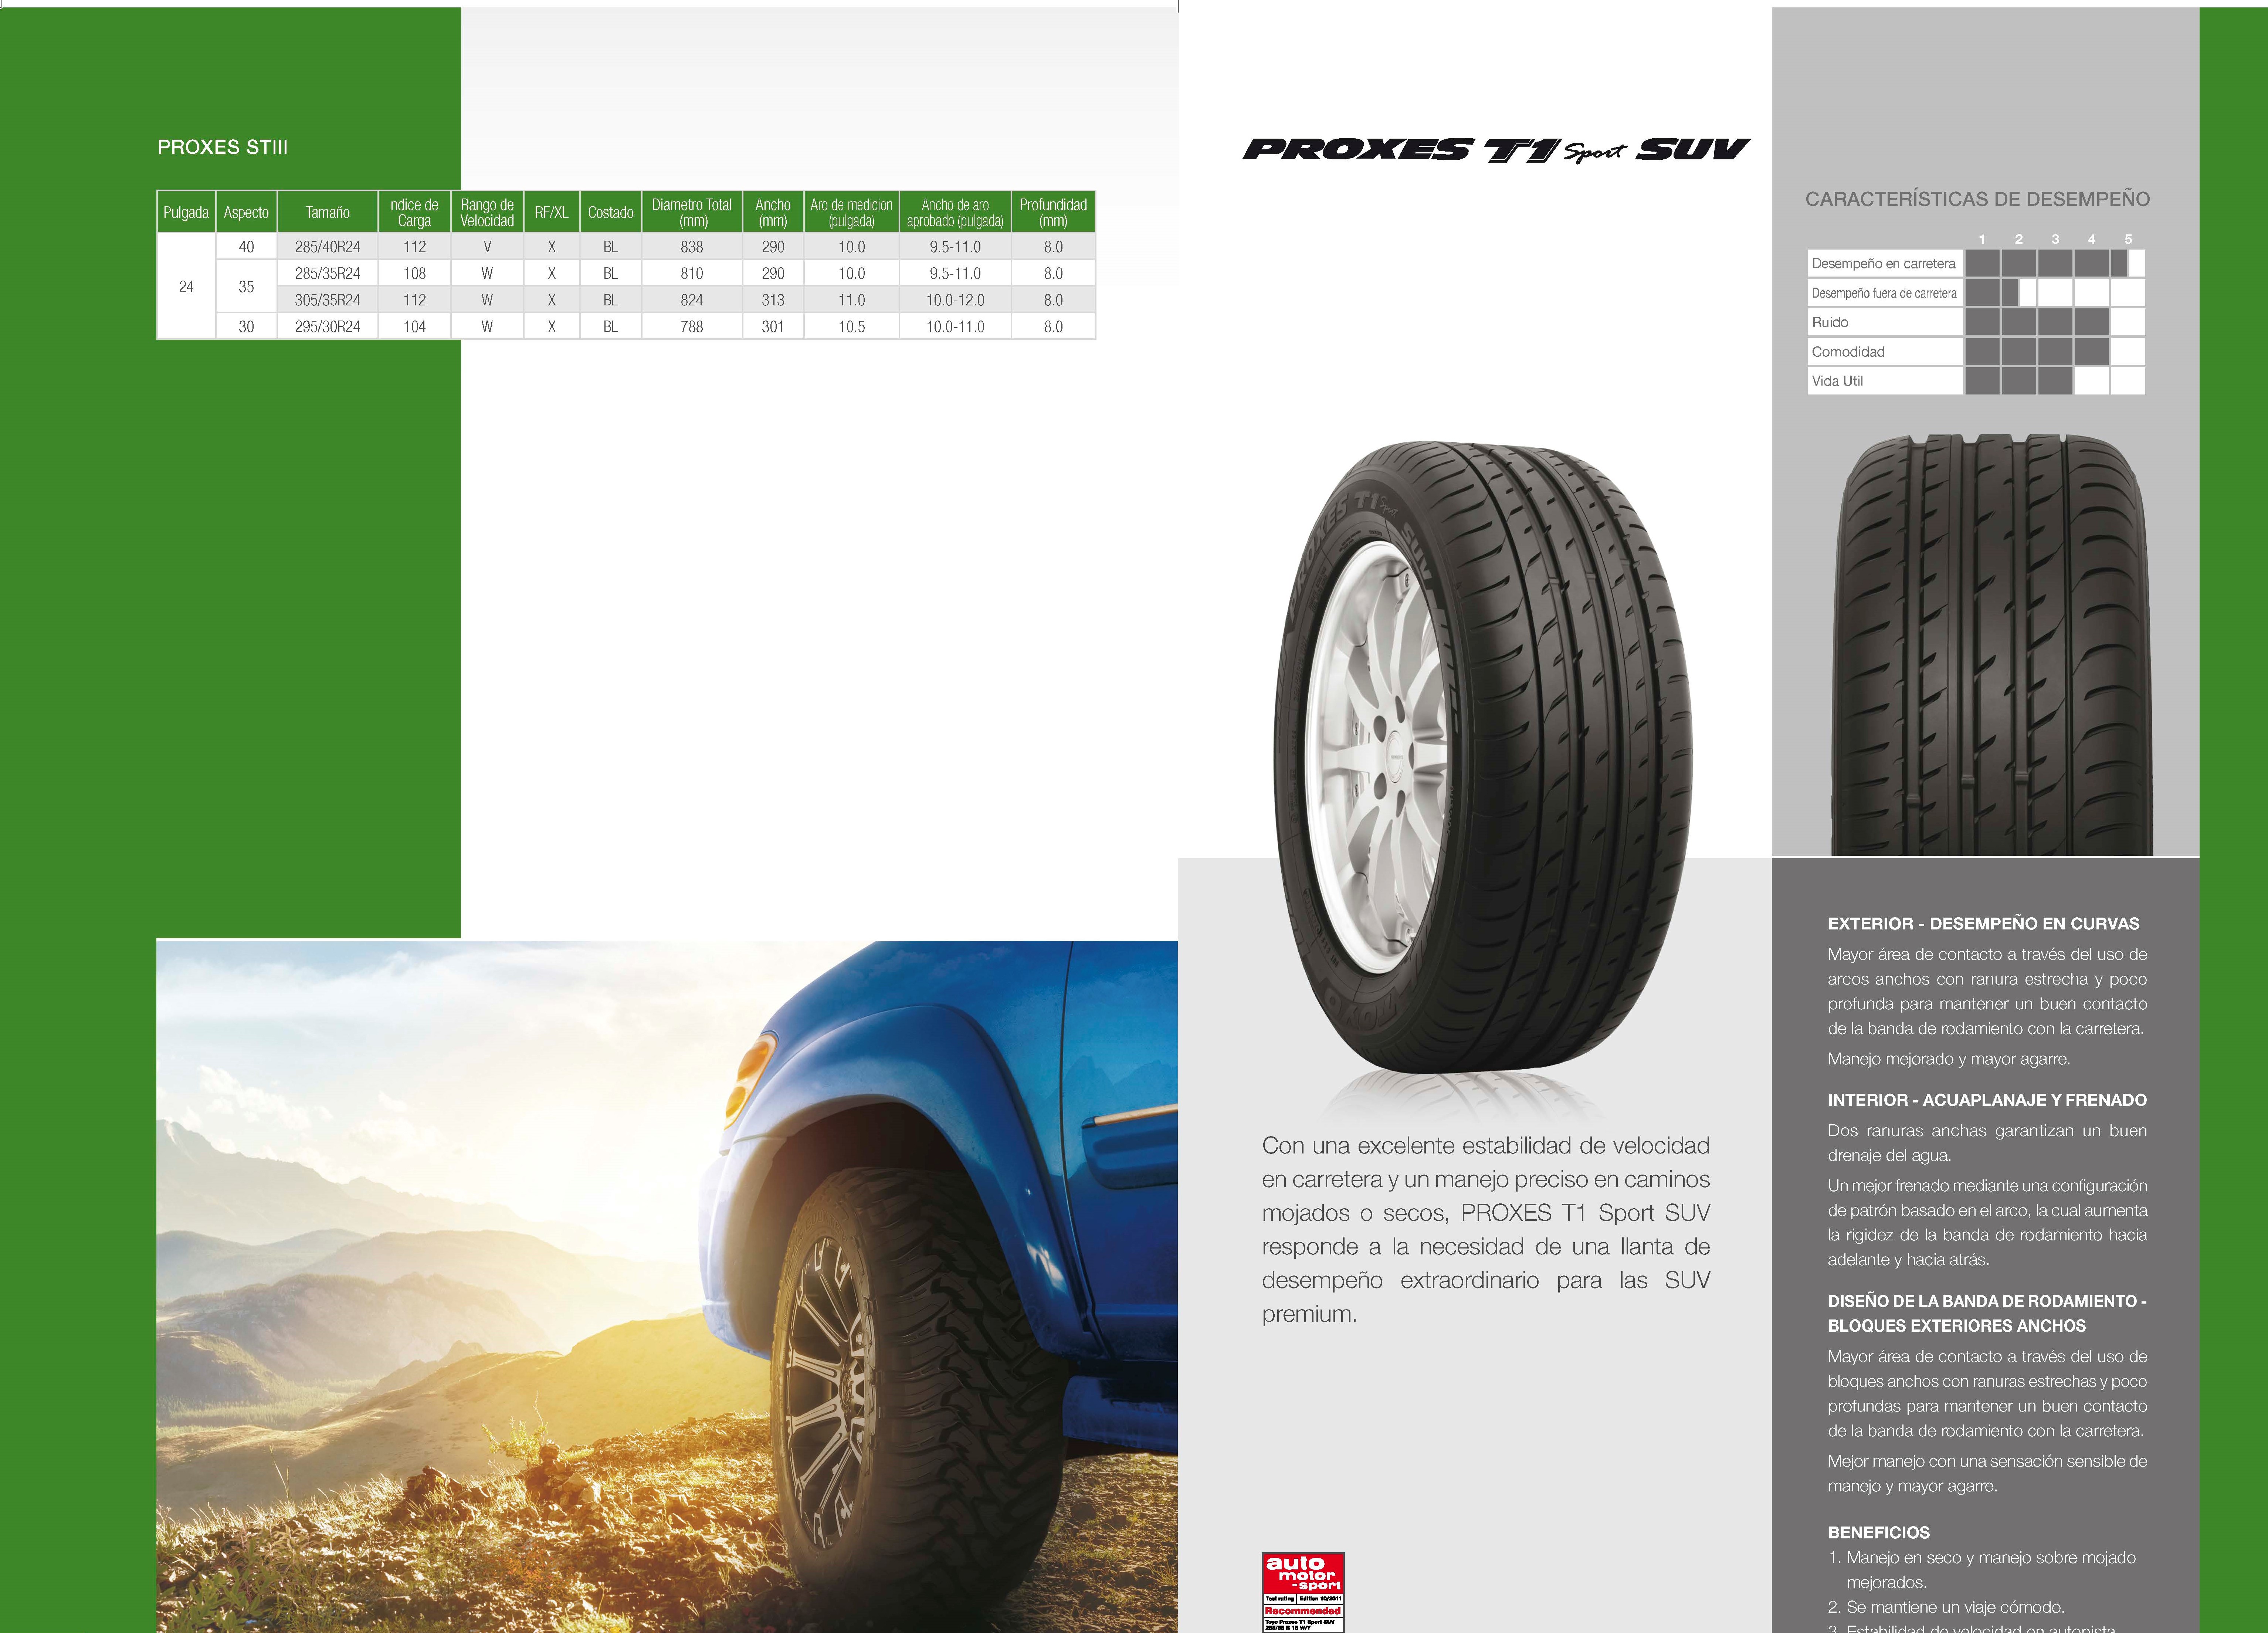 PROXES STIII
Pulgada Aspecto Tamaño ndice de Carga Rango de Velocidad RF/XL Costado Diametro Total (mm) Ancho (mm) Aro de medicion (pulgada) Ancho de aro aprobado (pulgada) Profundidad (mm)
24 40 285/40R24 112 V X BL 838 290 10.0 9.5-11.0 8.0
35 285/35R24 108 W X BL 810 290 10.0 9.5-11.0 8.0
305/35R24 112 W X BL 824 313 11.0 10.0-12.0 8.0
30 295/30R24 104 W X BL 788 301 10.5 10.0-11.0 8.0
PROXES T1 Sport SUV
PROXES T1 Sport SUV
TOYO
Con una excelente estabilidad de velocidad
en carretera y un manejo preciso en caminos
mojados o secos, PROXES T1 Sport SUV
responde a la necesidad de una llanta de
desempeño extraordinario para las SUV
premium.
auto
motor
-sport
Test rating Edition 10/2011
Recommended
Toyo Proxes T1 Sport SUV
255/55 R 18 W/Y
CARACTERÍSTICAS DE DESEMPEÑO
1 2 3 4 5
Desempeño en carretera
Desempeño fuera de carretera
Ruido
Comodidad
Vida Util
EXTERIOR - DESEMPEÑO EN CURVAS
Mayor área de contacto a través del uso de
arcos anchos con ranura estrecha y poco
profunda para mantener un buen contacto
de la banda de rodamiento con la carretera.
Manejo mejorado y mayor agarre.
INTERIOR - ACUAPLANAJE Y FRENADO
Dos ranuras anchas garantizan un buen
drenaje del agua.
Un mejor frenado mediante una configuración
de patrón basado en el arco, la cual aumenta
la rigidez de la banda de rodamiento hacia
adelante y hacia atrás.
DISEÑO DE LA BANDA DE RODAMIENTO -
BLOQUES EXTERIORES ANCHOS
Mayor área de contacto a través del uso de
bloques anchos con ranuras estrechas y poco
profundas para mantener un buen contacto
de la banda de rodamiento con la carretera.
Mejor manejo con una sensación sensible de
manejo y mayor agarre.
BENEFICIOS
1. Manejo en seco y manejo sobre mojado
mejorados.
2. Se mantiene un viaje cómodo.
3. Estabilidad de velocidad en autopista